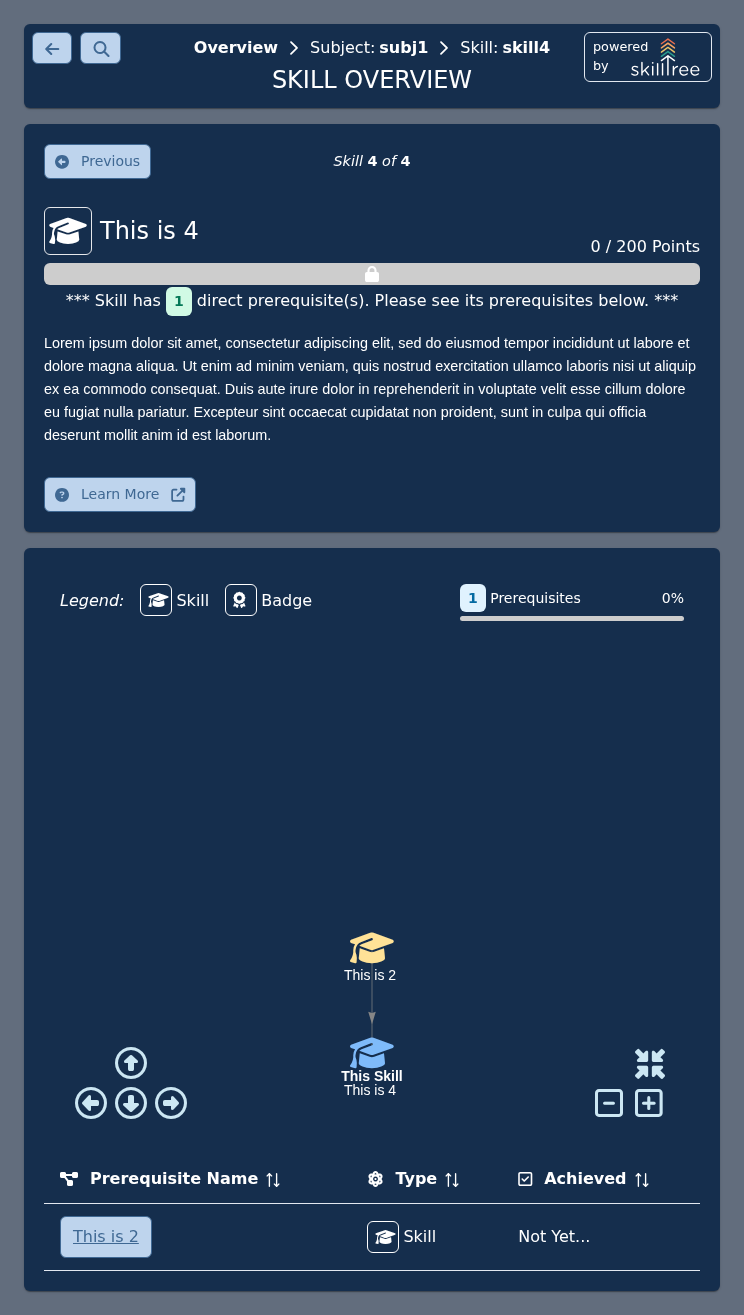 Overview > Subject: subj1 > Skill: skill4
SKILL OVERVIEW
powered by skilltree
Previous
Skill 4 of 4
This is 4
0 / 200 Points
*** Skill has 1 direct prerequisite(s). Please see its prerequisites below. ***
Lorem ipsum dolor sit amet, consectetur adipiscing elit, sed do eiusmod tempor incididunt ut labore et
dolore magna aliqua. Ut enim ad minim veniam, quis nostrud exercitation ullamco laboris nisi ut aliquip
ex ea commodo consequat. Duis aute irure dolor in reprehenderit in voluptate velit esse cillum dolore
eu fugiat nulla pariatur. Excepteur sint occaecat cupidatat non proident, sunt in culpa qui officia
deserunt mollit anim id est laborum.
Learn More
Legend: Skill Badge
1 Prerequisites 0%
This is 2
This Skill
This is 4
Prerequisite Name Type Achieved
This is 2 Skill Not Yet...